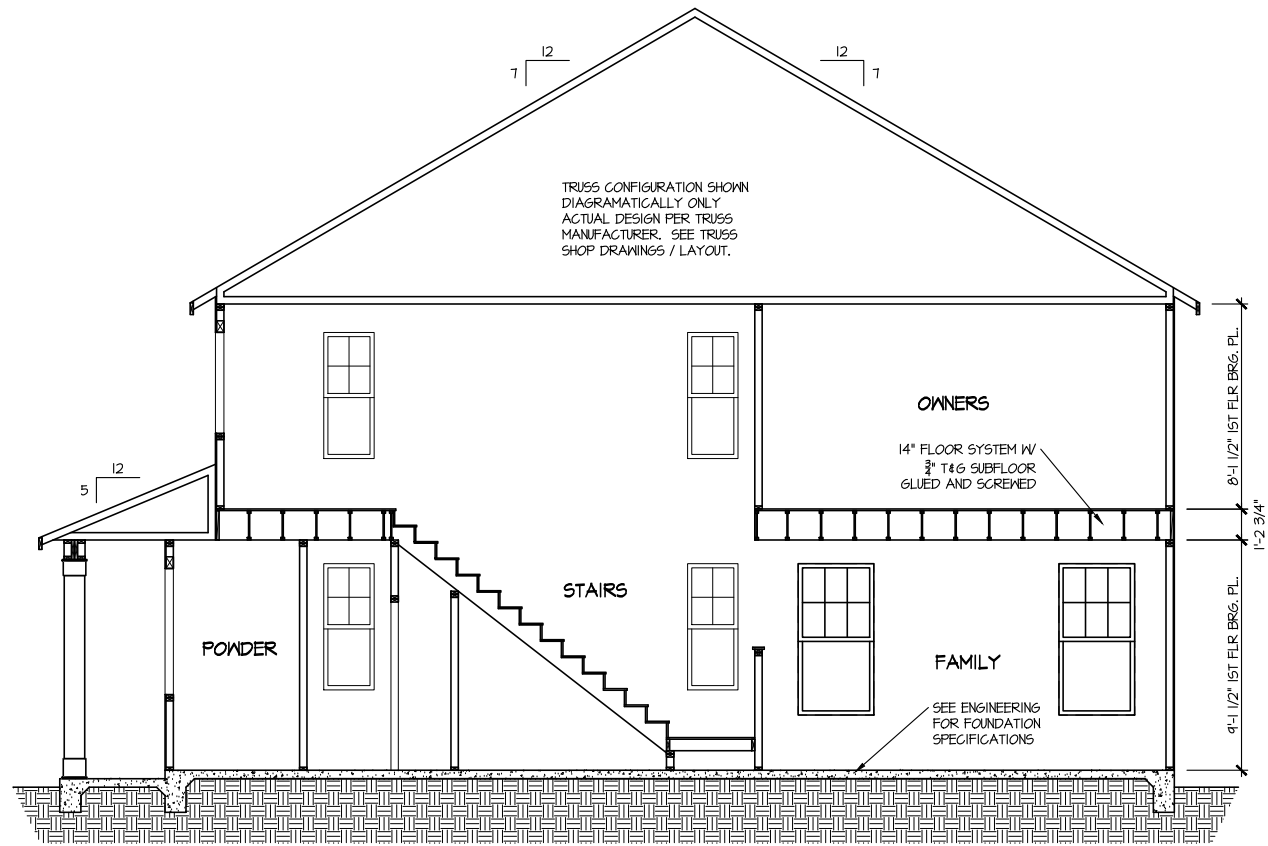 12
7
12
7
TRUSS CONFIGURATION SHOWN
DIAGRAMATICALLY ONLY
ACTUAL DESIGN PER TRUSS
MANUFACTURER. SEE TRUSS
SHOP DRAWINGS / LAYOUT.
OWNERS
14" FLOOR SYSTEM W/
3/4" T&G SUBFLOOR
GLUED AND SCREWED
8'-1 1/2" 1ST FLR BRG. PL.
12
5
1'-2 3/4"
STAIRS
POWDER
FAMILY
9'-1 1/2" 1ST FLR BRG. PL.
SEE ENGINEERING
FOR FOUNDATION
SPECIFICATIONS